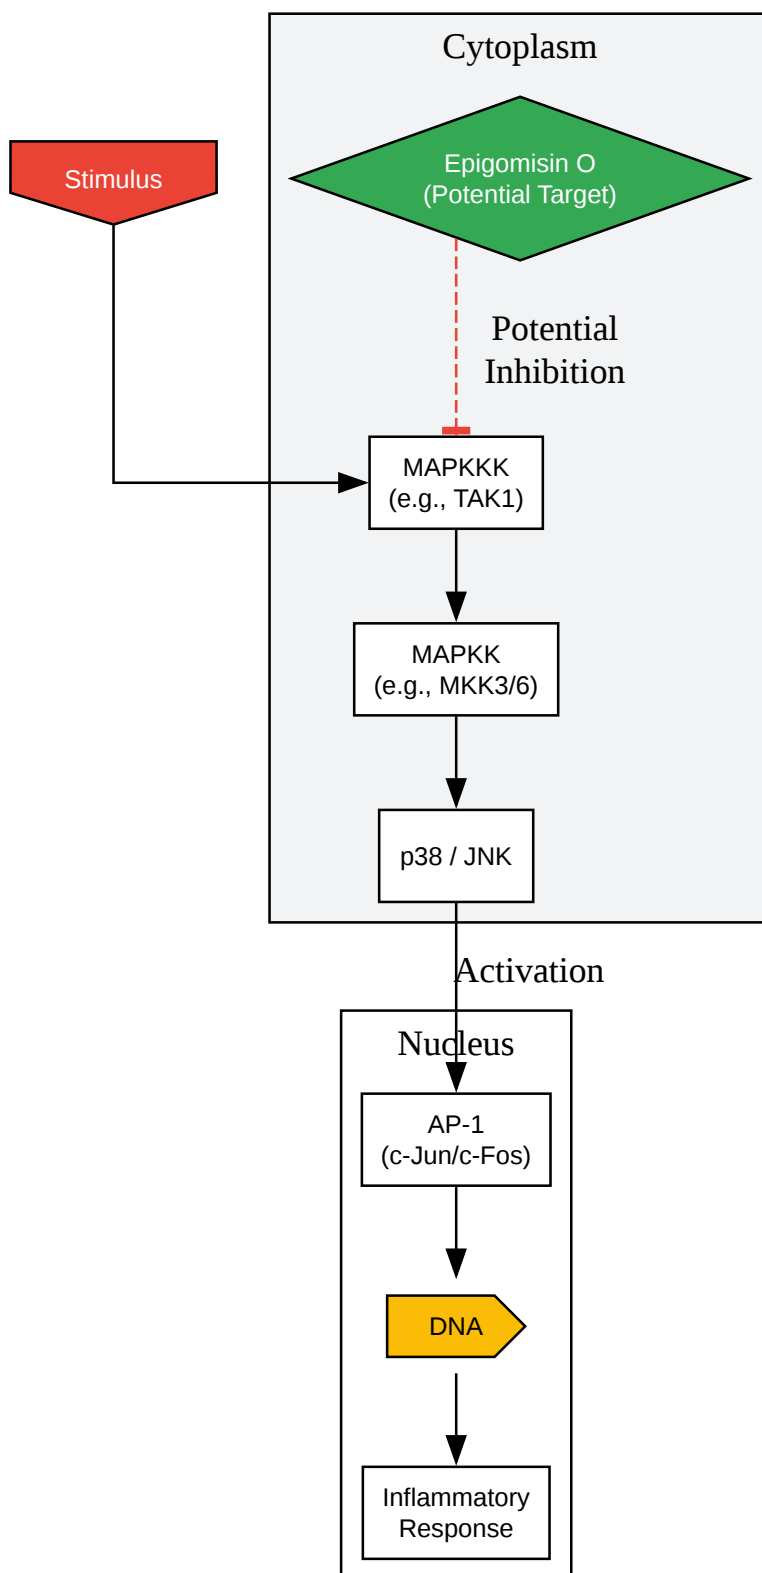 Cytoplasm
Stimulus
Epigomisin O
(Potential Target)
Potential
Inhibition
MAPKKK
(e.g., TAK1)
MAPKK
(e.g., MKK3/6)
p38 / JNK
Activation
Nucleus
AP-1
(c-Jun/c-Fos)
DNA
Inflammatory
Response